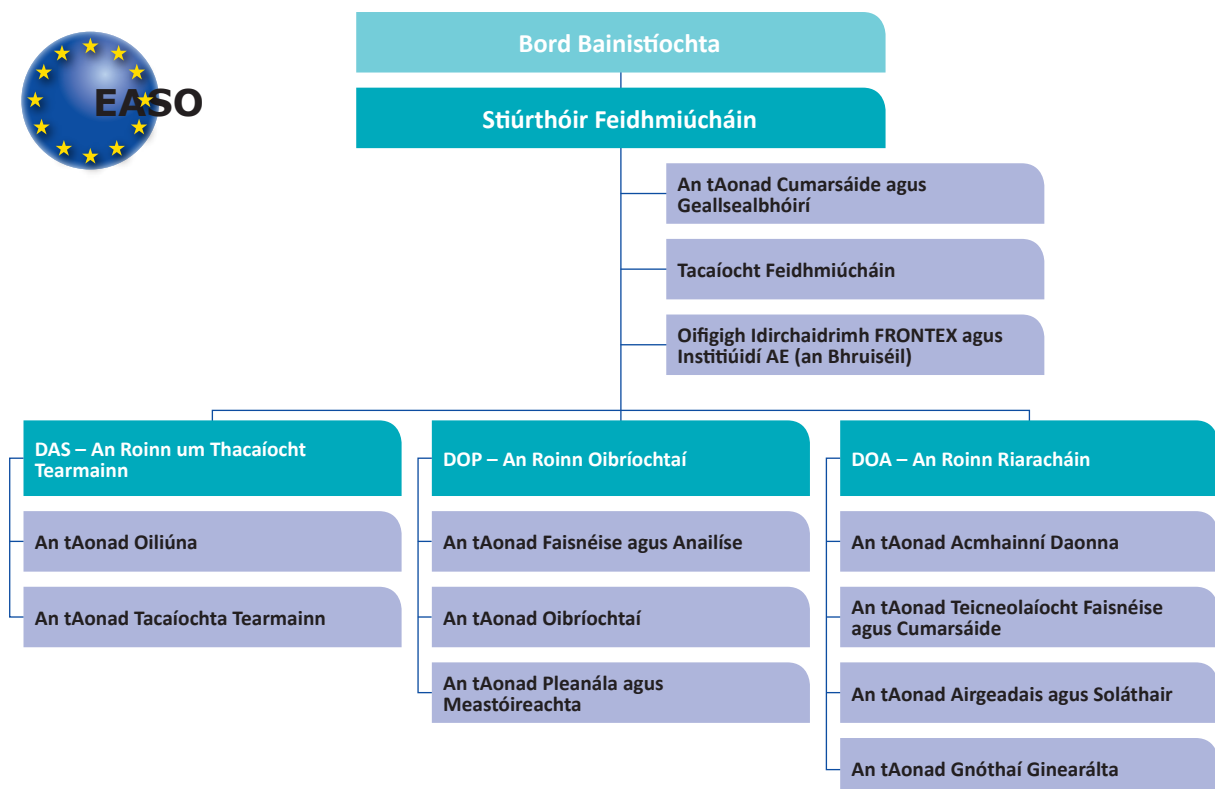 EASO
Bord Bainistíochta
Stiúrthóir Feidhmiúcháin
An tAonad Cumarsáide agus
Geallsealbhóirí
Tacaíocht Feidhmiúcháin
Oifigigh Idirchaidrimh FRONTEX agus
Institiúidí AE (an Bhruiséil)
DAS – An Roinn um Thacaíocht
Tearmainn
An tAonad Oiliúna
An tAonad Tacaíochta Tearmainn
DOP – An Roinn Oibríochtaí
An tAonad Faisnéise agus Anailíse
An tAonad Oibríochtaí
An tAonad Pleanála agus
Meastóireachta
DOA – An Roinn Riaracháin
An tAonad Acmhainní Daonna
An tAonad Teicneolaíocht Faisnéise
agus Cumarsáide
An tAonad Airgeadais agus Soláthair
An tAonad Gnóthaí Ginearálta